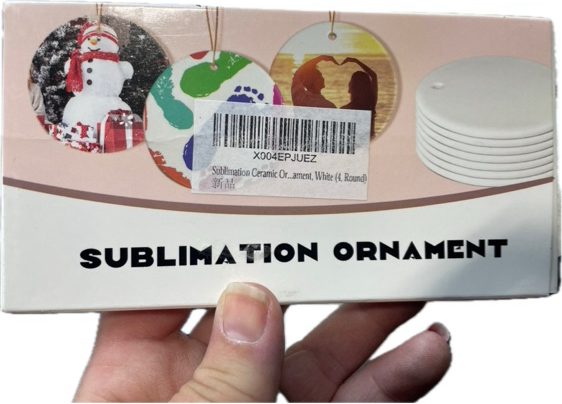 X004EPJUEZ
Sublimation Ceramic Or...ament, White (4, Round)
新品
SUBLIMATION ORNAMENT